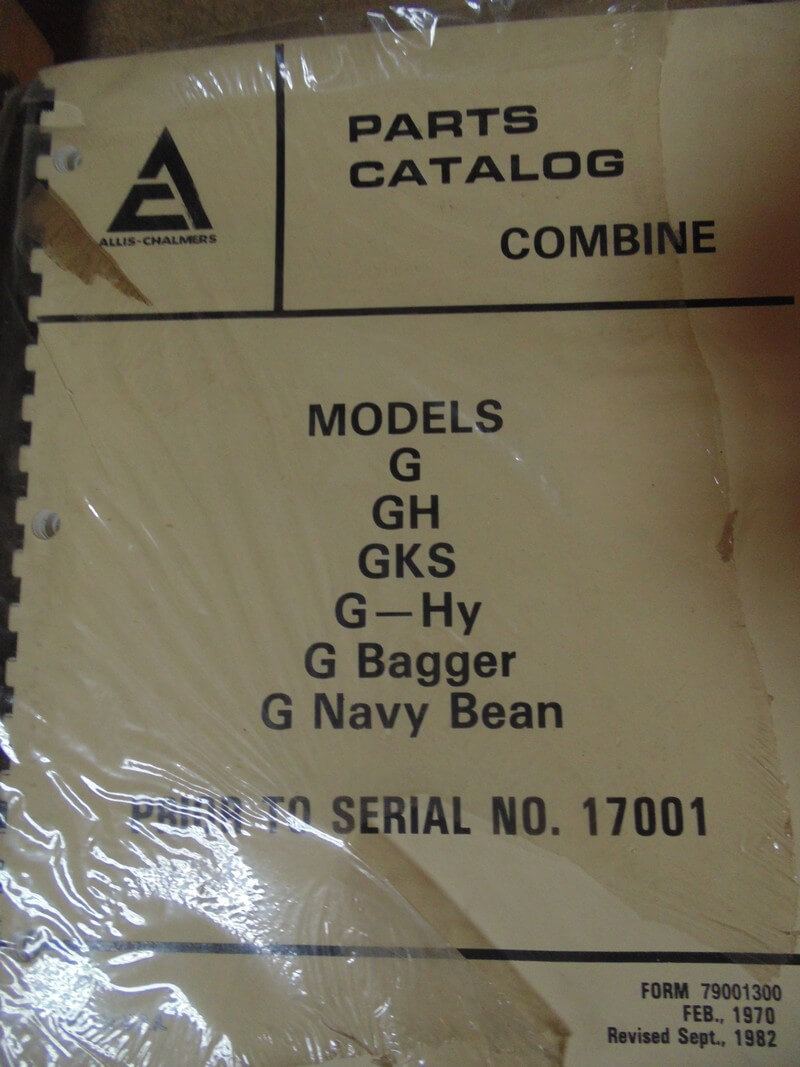 PARTS
CATALOG
COMBINE
ALLIS-CHALMERS
MODELS
G
GH
GKS
G—Hy
G Bagger
G Navy Bean
PRIOR TO SERIAL NO. 17001
FORM 79001300
FEB., 1970
Revised Sept., 1982